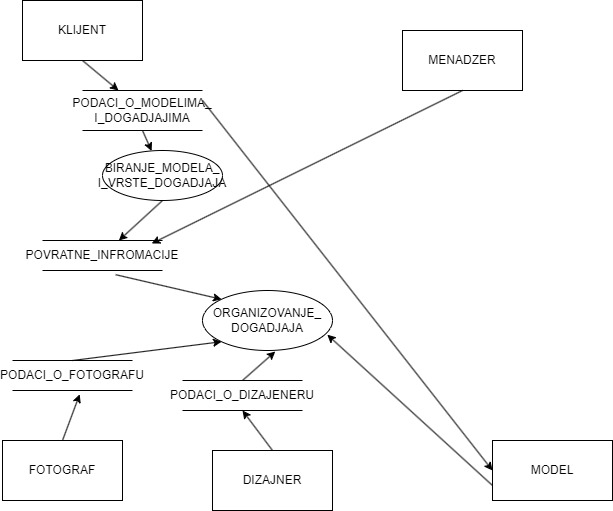 KLIJENT
MENADZER
PODACI_O_MODELIMA_
I_DOGADJAJIMA
BIRANJE_MODELA_
I_VRSTE_DOGADJAJA
POVRATNE_INFROMACIJE
ORGANIZOVANJE_
DOGADJAJA
PODACI_O_FOTOGRAFU
PODACI_O_DIZAJENERU
FOTOGRAF
DIZAJNER
MODEL